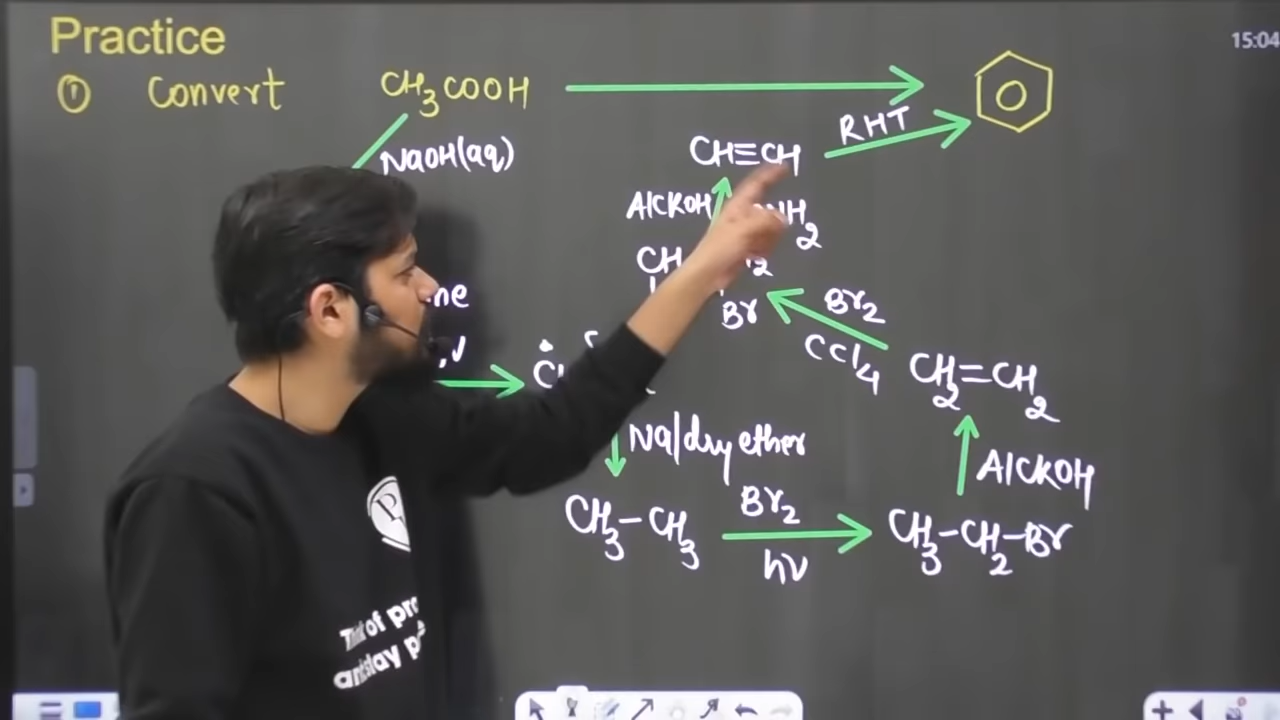 Practice
15:04
① Convert CH₃COOH
RHT
NaOH(aq)
CH≡CH
Alc KOH
Br₂
Br
CCl₄
CH₂=CH₂
Na/dry ether
Alc KOH
CH₃-CH₃
Br₂
hν
CH₃-CH₂-Br